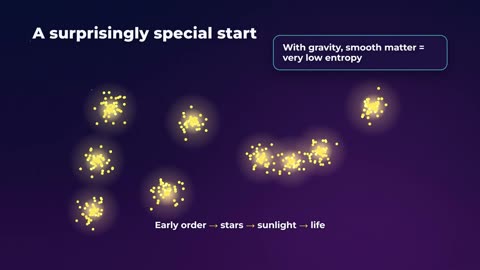 A surprisingly special start
With gravity, smooth matter =
very low entropy
Early order → stars → sunlight → life